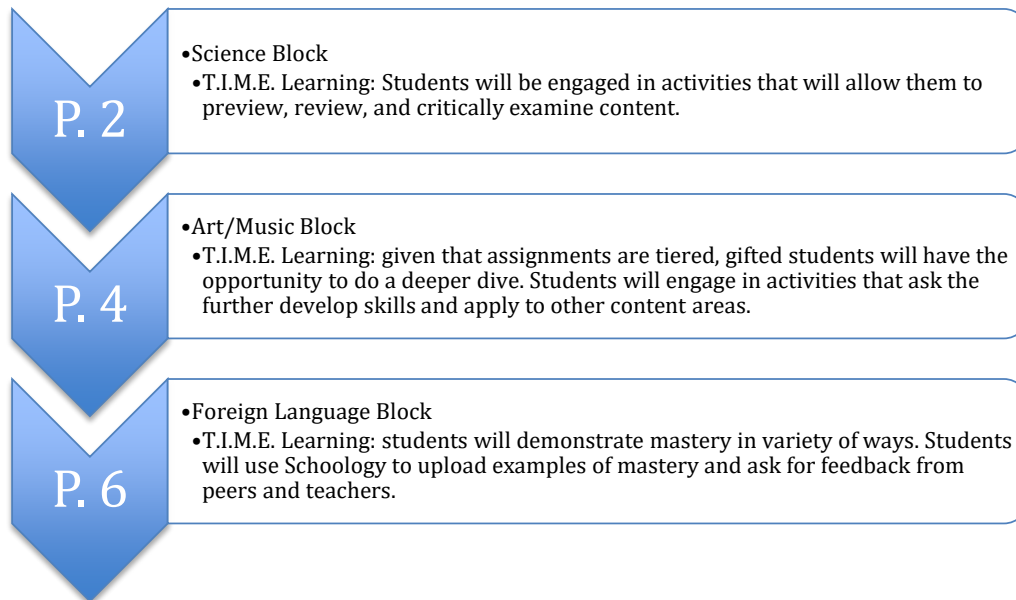 P. 2
•Science Block
•T.I.M.E. Learning: Students will be engaged in activities that will allow them to
preview, review, and critically examine content.
P. 4
•Art/Music Block
•T.I.M.E. Learning: given that assignments are tiered, gifted students will have the
opportunity to do a deeper dive. Students will engage in activities that ask the
further develop skills and apply to other content areas.
P. 6
•Foreign Language Block
•T.I.M.E. Learning: students will demonstrate mastery in variety of ways. Students
will use Schoology to upload examples of mastery and ask for feedback from
peers and teachers.